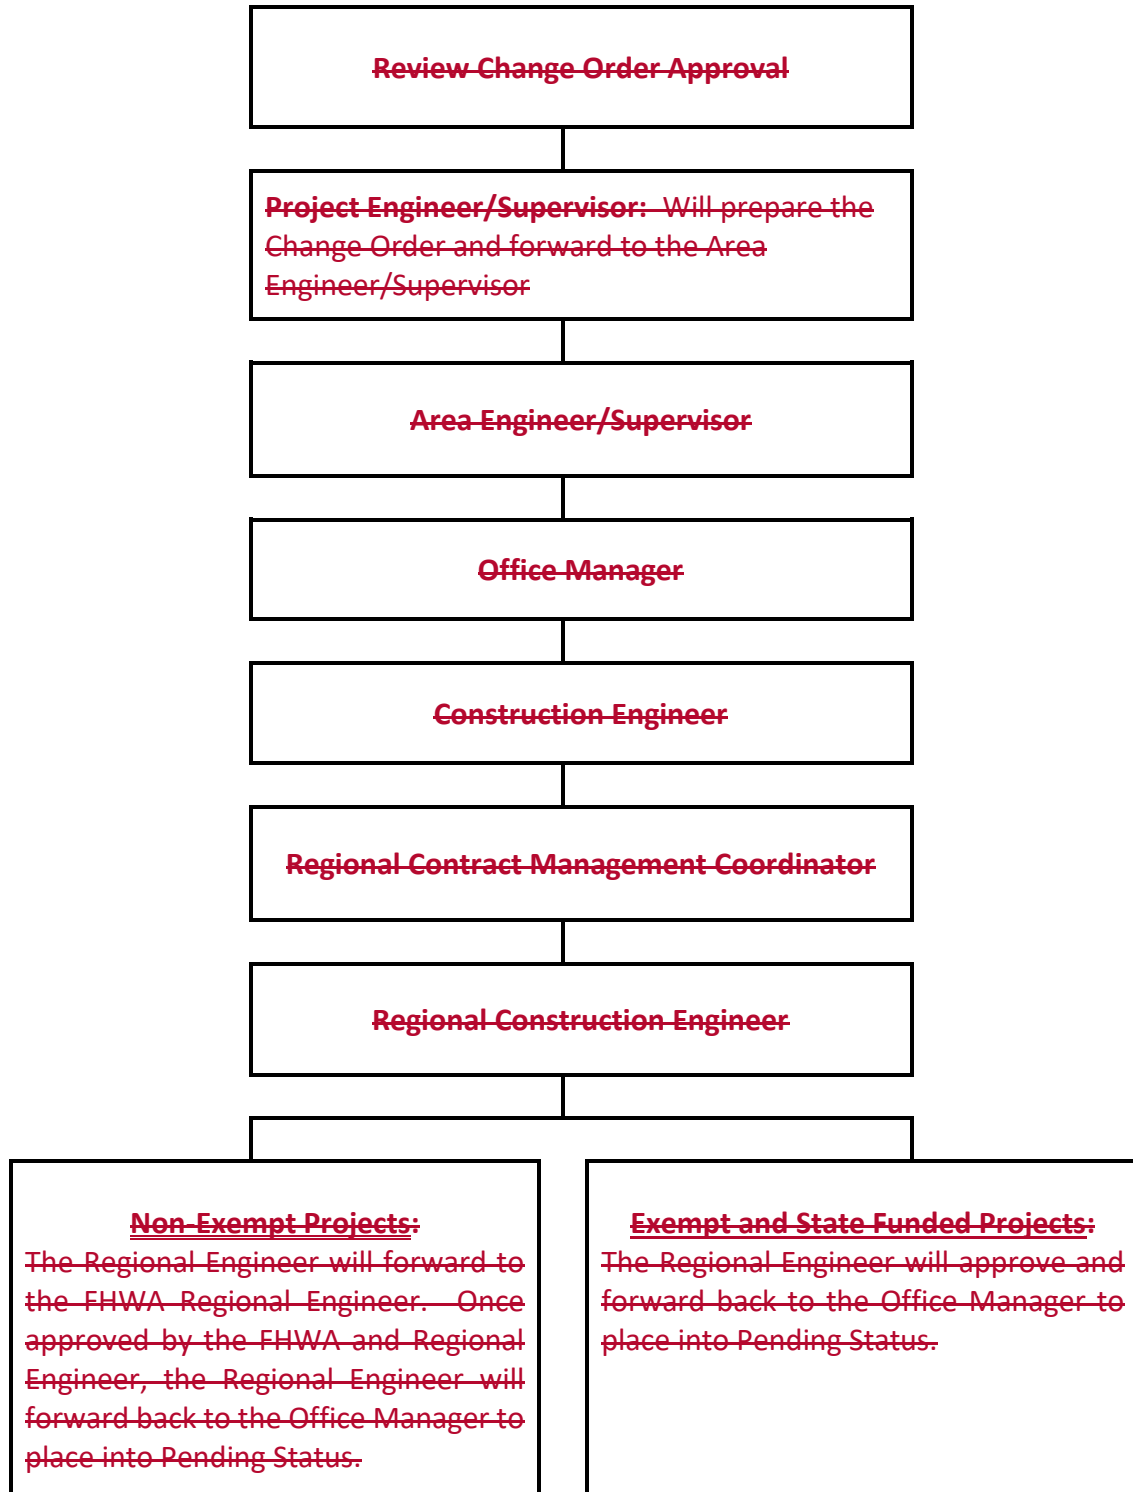 Review Change Order Approval
Project Engineer/Supervisor: Will prepare the
Change Order and forward to the Area
Engineer/Supervisor
Area Engineer/Supervisor
Office Manager
Construction Engineer
Regional Contract Management Coordinator
Regional Construction Engineer
Non-Exempt Projects:
The Regional Engineer will forward to
the FHWA Regional Engineer. Once
approved by the FHWA and Regional
Engineer, the Regional Engineer will
forward back to the Office Manager to
place into Pending Status.
Exempt and State Funded Projects:
The Regional Engineer will approve and
forward back to the Office Manager to
place into Pending Status.